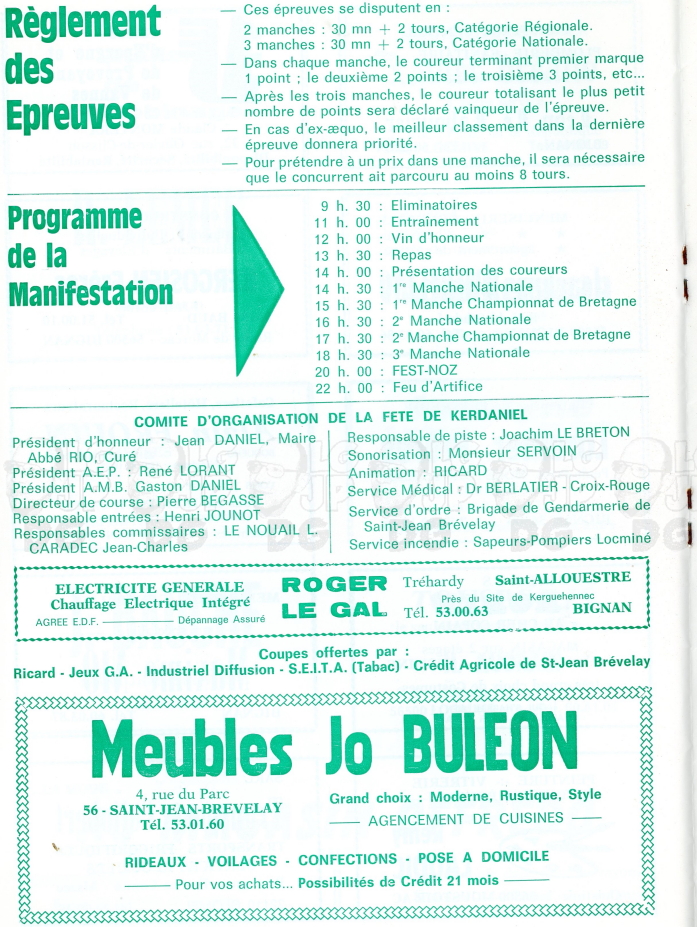 Règlement
des
Epreuves
— Ces épreuves se disputent en :
2 manches : 30 mn + 2 tours, Catégorie Régionale.
3 manches : 30 mn + 2 tours, Catégorie Nationale.
— Dans chaque manche, le coureur terminant premier marque
1 point ; le deuxième 2 points ; le troisième 3 points, etc...
— Après les trois manches, le coureur totalisant le plus petit
nombre de points sera déclaré vainqueur de l'épreuve.
— En cas d'ex-æquo, le meilleur classement dans la dernière
épreuve donnera priorité.
— Pour prétendre à un prix dans une manche, il sera nécessaire
que le concurrent ait parcouru au moins 8 tours.
Programme
de la
Manifestation
9 h. 30 : Eliminatoires
11 h. 00 : Entraînement
12 h. 00 : Vin d'honneur
13 h. 30 : Repas
14 h. 00 : Présentation des coureurs
14 h. 30 : 1re Manche Nationale
15 h. 30 : 1re Manche Championnat de Bretagne
16 h. 30 : 2e Manche Nationale
17 h. 30 : 2e Manche Championnat de Bretagne
18 h. 30 : 3e Manche Nationale
20 h. 00 : FEST-NOZ
22 h. 00 : Feu d'Artifice
COMITE D'ORGANISATION DE LA FETE DE KERDANIEL
Président d'honneur : Jean DANIEL, Maire
Abbé RIO, Curé
Président A.E.P. : René LORANT
Président A.M.B. Gaston DANIEL
Directeur de course : Pierre BEGASSE
Responsable entrées : Henri JOUNOT
Responsables commissaires : LE NOUAIL L.
CARADEC Jean-Charles
Responsable de piste : Joachim LE BRETON
Sonorisation : Monsieur SERVOIN
Animation : RICARD
Service Médical : Dr BERLATIER - Croix-Rouge
Service d'ordre : Brigade de Gendarmerie de
Saint-Jean Brévelay
Service incendie : Sapeurs-Pompiers Locminé
ELECTRICITE GENERALE
Chauffage Electrique Intégré
AGREE E.D.F. ——— Dépannage Assuré
ROGER
LE GAL
Tréhardy Saint-ALLOUESTRE
Près du Site de Kerguehennec
Tél. 53.00.63 BIGNAN
Coupes offertes par :
Ricard - Jeux G.A. - Industriel Diffusion - S.E.I.T.A. (Tabac) - Crédit Agricole de St-Jean Brévelay
Meubles Jo BULEON
4, rue du Parc
56 - SAINT-JEAN-BREVELAY
Tél. 53.01.60
Grand choix : Moderne, Rustique, Style
—— AGENCEMENT DE CUISINES ——
RIDEAUX - VOILAGES - CONFECTIONS - POSE A DOMICILE
——— Pour vos achats... Possibilités de Crédit 21 mois ———